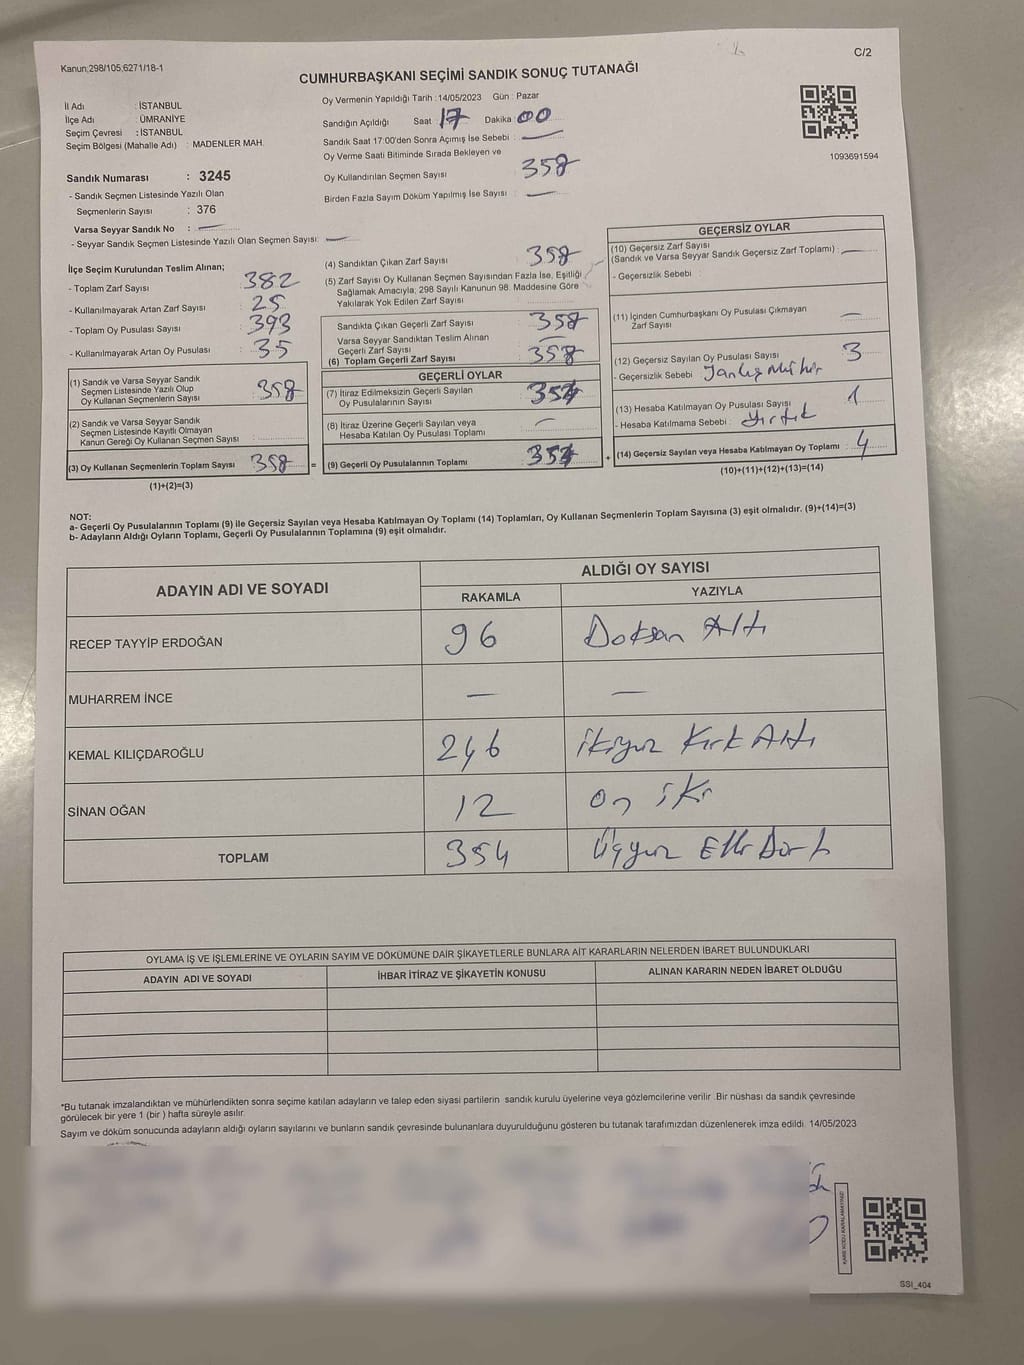 Kanun;298/105,6271/18-1
C/2
CUMHURBAŞKANI SEÇİMİ SANDIK SONUÇ TUTANAĞI
İl Adı : İSTANBUL
İlçe Adı : ÜMRANİYE
Seçim Çevresi : İSTANBUL
Seçim Bölgesi (Mahalle Adı) : MADENLER MAH.
Sandık Numarası : 3245
- Sandık Seçmen Listesinde Yazılı Olan
Seçmenlerin Sayısı : 376
Varsa Seyyar Sandık No : —
- Seyyar Sandık Seçmen Listesinde Yazılı Olan Seçmen Sayısı: —
Oy Vermenin Yapıldığı Tarih : 14/05/2023 Gün : Pazar
Sandığın Açıldığı Saat 17 Dakika : 00
Sandık Saat 17:00'den Sonra Açımış İse Sebebi : —
Oy Verme Saati Bitiminde Sırada Bekleyen ve
Oy Kullandırılan Seçmen Sayısı 358
Birden Fazla Sayım Döküm Yapılmış İse Sayısı : —
1093691594
İlçe Seçim Kurulundan Teslim Alınan;
- Toplam Zarf Sayısı : 382
- Kullanılmayarak Artan Zarf Sayısı : 25
- Toplam Oy Pusulası Sayısı : 393
- Kullanılmayarak Artan Oy Pusulası : 35
(1) Sandık ve Varsa Seyyar Sandık
Seçmen Listesinde Yazılı Olup
Oy Kullanan Seçmenlerin Sayısı : 358
(2) Sandık ve Varsa Seyyar Sandık
Seçmen Listesinde Kayıtlı Olmayan
Kanun Gereği Oy Kullanan Seçmen Sayısı :
(3) Oy Kullanan Seçmenlerin Toplam Sayısı : 358
(1)+(2)=(3)
(4) Sandıktan Çıkan Zarf Sayısı : 358
(5) Zarf Sayısı Oy Kullanan Seçmen Sayısından Fazla İse, Eşitliği
Sağlamak Amacıyla; 298 Sayılı Kanunun 98. Maddesine Göre
Yakılarak Yok Edilen Zarf Sayısı :
Sandıkta Çıkan Geçerli Zarf Sayısı : 358
Varsa Seyyar Sandıktan Teslim Alınan
Geçerli Zarf Sayısı : —
(6) Toplam Geçerli Zarf Sayısı : 358
GEÇERLİ OYLAR
(7) İtiraz Edilmeksizin Geçerli Sayılan
Oy Pusulalarının Sayısı : 354
(8) İtiraz Üzerine Geçerli Sayılan veya
Hesaba Katılan Oy Pusulası Toplamı : —
= (9) Geçerli Oy Pusulalarının Toplamı : 354
GEÇERSİZ OYLAR
(10) Geçersiz Zarf Sayısı
(Sandık ve Varsa Seyyar Sandık Geçersiz Zarf Toplamı) : —
- Geçersizlik Sebebi :
(11) İçinden Cumhurbaşkanı Oy Pusulası Çıkmayan
Zarf Sayısı : —
(12) Geçersiz Sayılan Oy Pusulası Sayısı : 3
- Geçersizlik Sebebi : Yanlış Mühür
(13) Hesaba Katılmayan Oy Pusulası Sayısı : 1
- Hesaba Katılmama Sebebi : Yırtık
+ (14) Geçersiz Sayılan veya Hesaba Katılmayan Oy Toplamı : 4
(10)+(11)+(12)+(13)=(14)
NOT:
a- Geçerli Oy Pusulalarının Toplamı (9) ile Geçersiz Sayılan veya Hesaba Katılmayan Oy Toplamı (14) Toplamları, Oy Kullanan Seçmenlerin Toplam Sayısına (3) eşit olmalıdır. (9)+(14)=(3)
b- Adayların Aldığı Oyların Toplamı, Geçerli Oy Pusulalarının Toplamına (9) eşit olmalıdır.
ADAYIN ADI VE SOYADI ALDIĞI OY SAYISI
RAKAMLA YAZIYLA
RECEP TAYYİP ERDOĞAN 96 Doksan Altı
MUHARREM İNCE — —
KEMAL KILIÇDAROĞLU 246 ikiyüz Kırk Altı
SİNAN OĞAN 12 On iki
TOPLAM 354 Üçyüz Elli Dört
OYLAMA İŞ VE İŞLEMLERİNE VE OYLARIN SAYIM VE DÖKÜMÜNE DAİR ŞİKAYETLERLE BUNLARA AİT KARARLARIN NELERDEN İBARET BULUNDUKLARI
ADAYIN ADI VE SOYADI İHBAR İTİRAZ VE ŞİKAYETİN KONUSU ALINAN KARARIN NEDEN İBARET OLDUĞU
*Bu tutanak imzalandıktan ve mühürlendikten sonra seçime katılan adayların ve talep eden siyasi partilerin sandık kurulu üyelerine veya gözlemcilerine verilir. Bir nüshası da sandık çevresinde
görülecek bir yere 1 (bir ) hafta süreyle asılır.
Sayım ve döküm sonucunda adayların aldığı oyların sayılarını ve bunların sandık çevresinde bulunanlara duyurulduğunu gösteren bu tutanak tarafımızdan düzenlenerek imza edildi. 14/05/2023
KARE KODU KARALAMAYINIZ!
SSI_404